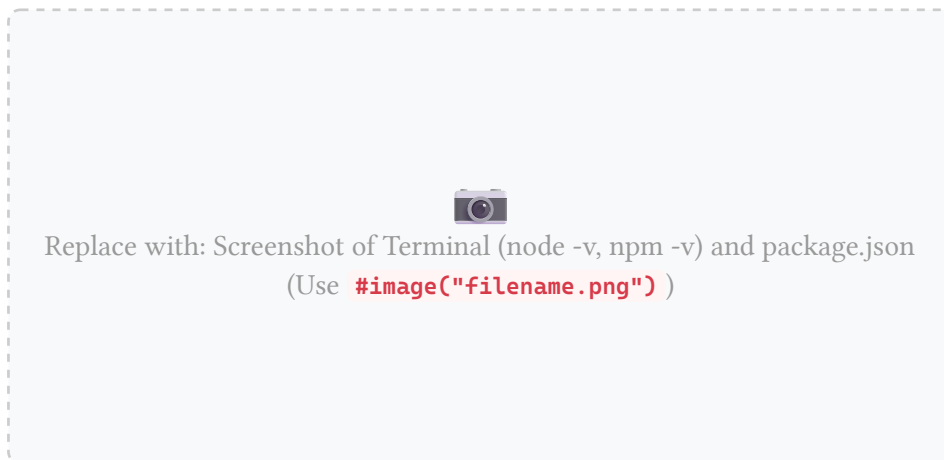 Replace with: Screenshot of Terminal (node -v, npm -v) and package.json
(Use #image("filename.png") )